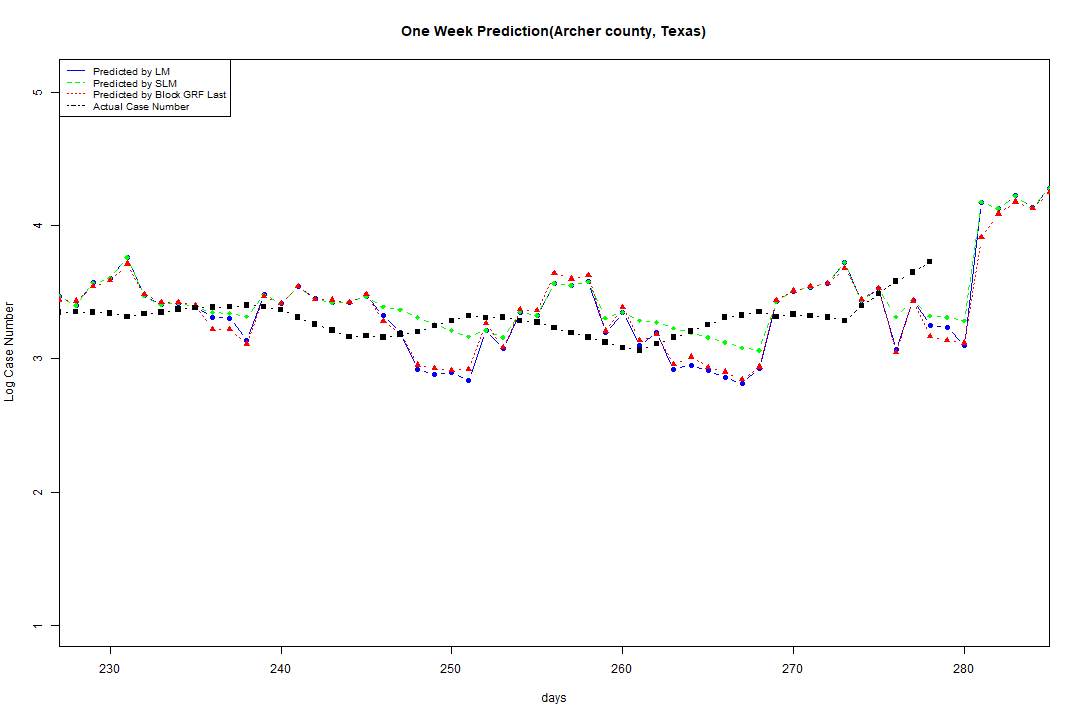 One Week Prediction(Archer county, Texas)
Predicted by LM
Predicted by SLM
Predicted by Block GRF Last
Actual Case Number
5
4
3
2
1
Log Case Number
230 240 250 260 270 280
days